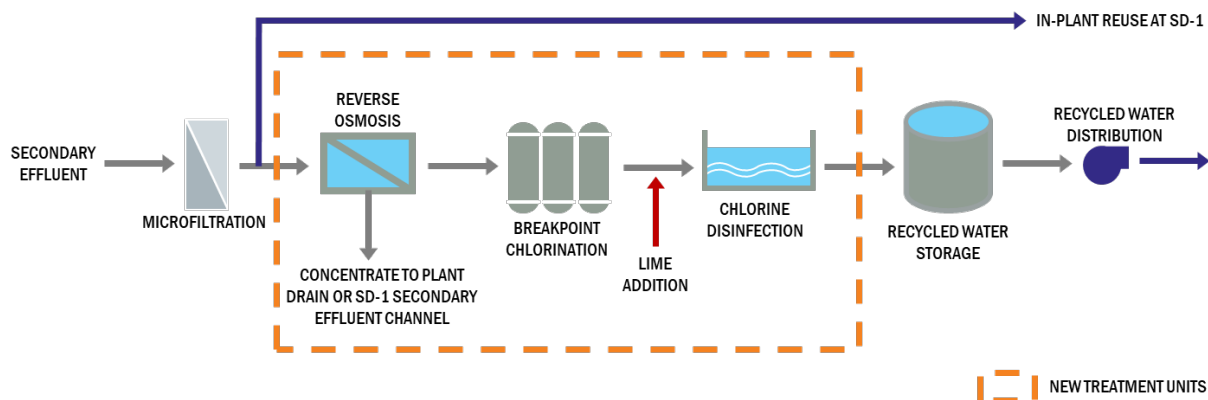 IN-PLANT REUSE AT SD-1
SECONDARY
EFFLUENT
MICROFILTRATION
REVERSE
OSMOSIS
CONCENTRATE TO PLANT
DRAIN OR SD-1 SECONDARY
EFFLUENT CHANNEL
BREAKPOINT
CHLORINATION
LIME
ADDITION
CHLORINE
DISINFECTION
RECYCLED WATER
STORAGE
RECYCLED WATER
DISTRIBUTION
NEW TREATMENT UNITS